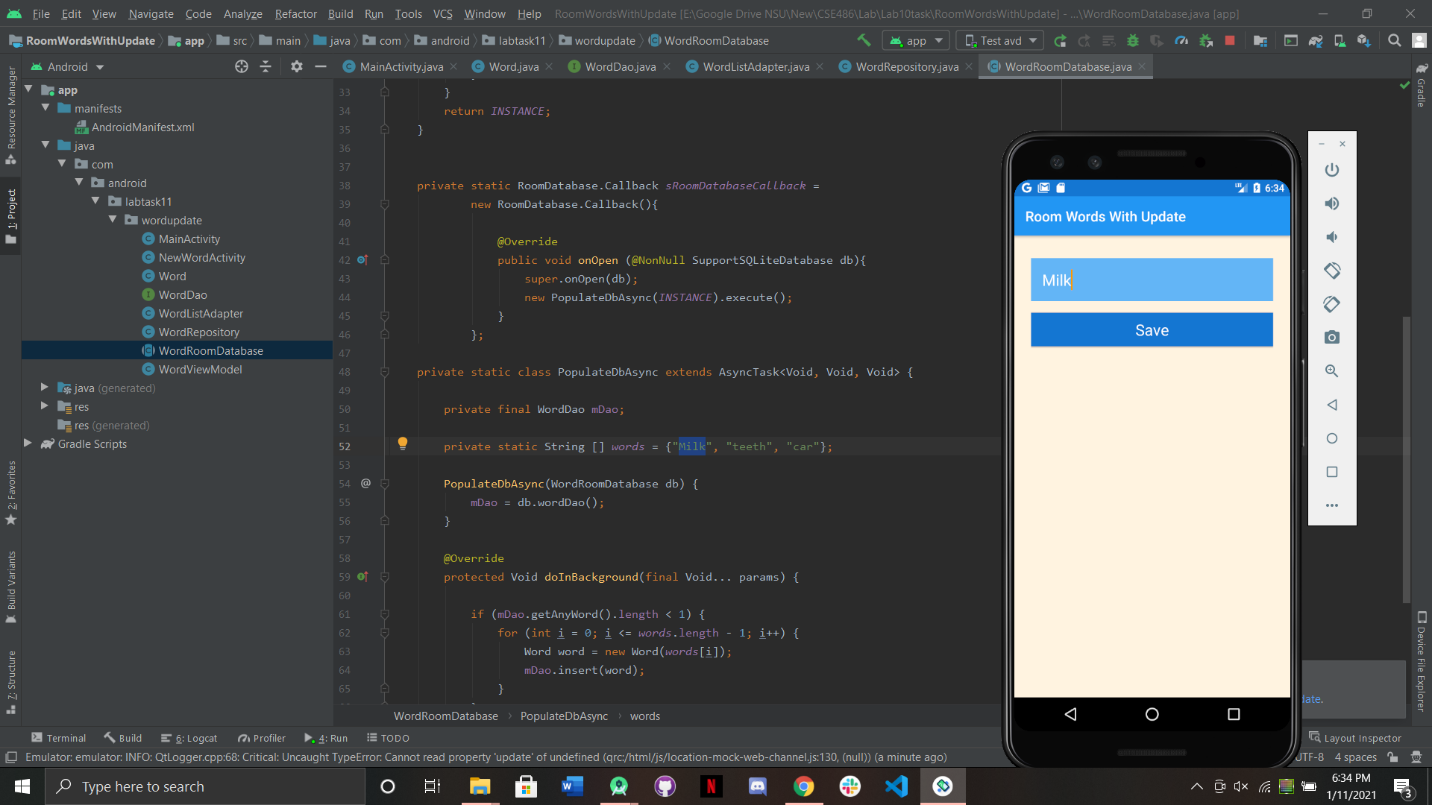 File Edit View Navigate Code Analyze Refactor Build Run Tools VCS Window Help RoomWordsWithUpdate [E:\Google Drive NSU\New\CSE486\Lab\Lab10task\RoomWordsWithUpdate] - ...\WordRoomDatabase.java [app]
RoomWordsWithUpdate app src main java com android labtask11 wordupdate WordRoomDatabase app Test avd
Android MainActivity.java Word.java WordDao.java WordListAdapter.java WordRepository.java WordRoomDatabase.java
Resource Manager
1: Project
2: Favorites
Build Variants
7: Structure
app
manifests
AndroidManifest.xml
java
com
android
labtask11
wordupdate
MainActivity
NewWordActivity
Word
WordDao
WordListAdapter
WordRepository
WordRoomDatabase
WordViewModel
java (generated)
res
res (generated)
Gradle Scripts
33 }
34 return INSTANCE;
35 }
36
37
38 private static RoomDatabase.Callback sRoomDatabaseCallback =
39 new RoomDatabase.Callback(){
40
41 @Override
42 public void onOpen (@NonNull SupportSQLiteDatabase db){
43 super.onOpen(db);
44 new PopulateDbAsync(INSTANCE).execute();
45 }
46 };
47
48 private static class PopulateDbAsync extends AsyncTask<Void, Void, Void> {
49
50 private final WordDao mDao;
51
52 private static String [] words = {"Milk", "teeth", "car"};
53
54 @ PopulateDbAsync(WordRoomDatabase db) {
55 mDao = db.wordDao();
56 }
57
58 @Override
59 protected Void doInBackground(final Void... params) {
60
61 if (mDao.getAnyWord().length < 1) {
62 for (int i = 0; i <= words.length - 1; i++) {
63 Word word = new Word(words[i]);
64 mDao.insert(word);
65 }
WordRoomDatabase PopulateDbAsync words
6:34
Room Words With Update
Milk
Save
Gradle
Device File Explorer
date.
Terminal Build 6: Logcat Profiler 4: Run TODO Layout Inspector
Emulator: emulator: INFO: QtLogger.cpp:68: Critical: Uncaught TypeError: Cannot read property 'update' of undefined (qrc/html/js/location-mock-web-channel.js:130, (null)) (a minute ago) UTF-8 4 spaces
Type here to search
6:34 PM
1/11/2021
3